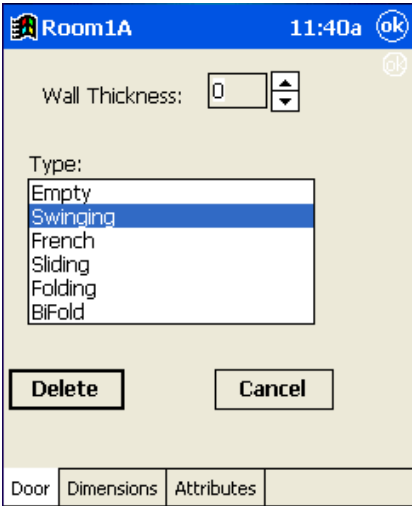 Room1A 11:40a ok
ok
Wall Thickness: 0
Type:
Empty
Swinging
French
Sliding
Folding
BiFold
Delete Cancel
Door Dimensions Attributes